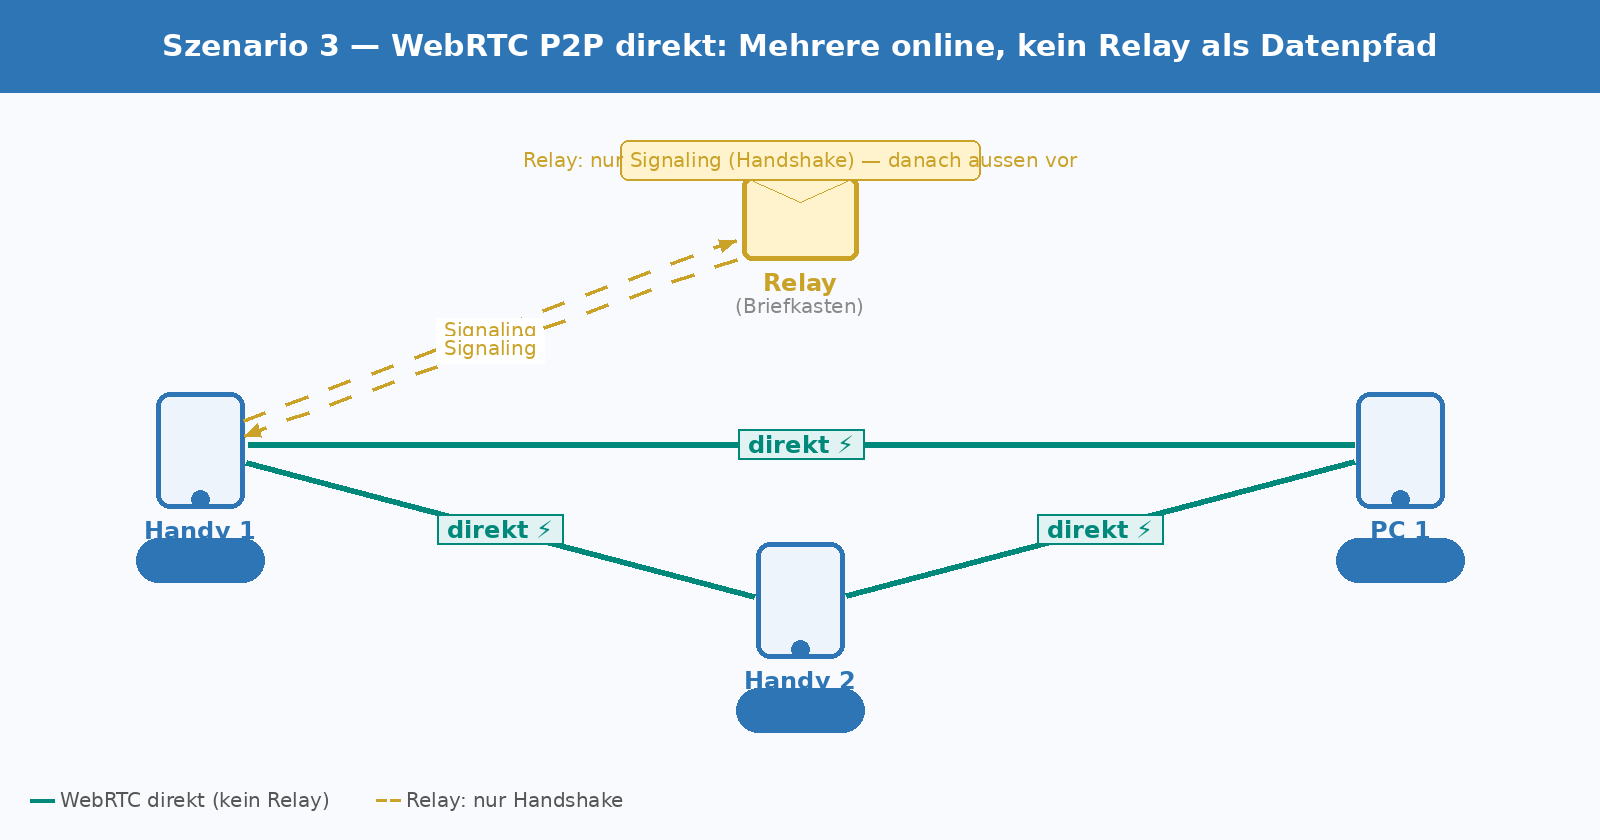 Szenario 3 — WebRTC P2P direkt: Mehrere online, kein Relay als Datenpfad
Relay: nur Signaling (Handshake) — danach aussen vor
Relay
(Briefkasten)
Signaling
Signaling
direkt ⚡
Handy 1
PC 1
direkt ⚡
direkt ⚡
Handy 2
WebRTC direkt (kein Relay)
Relay: nur Handshake